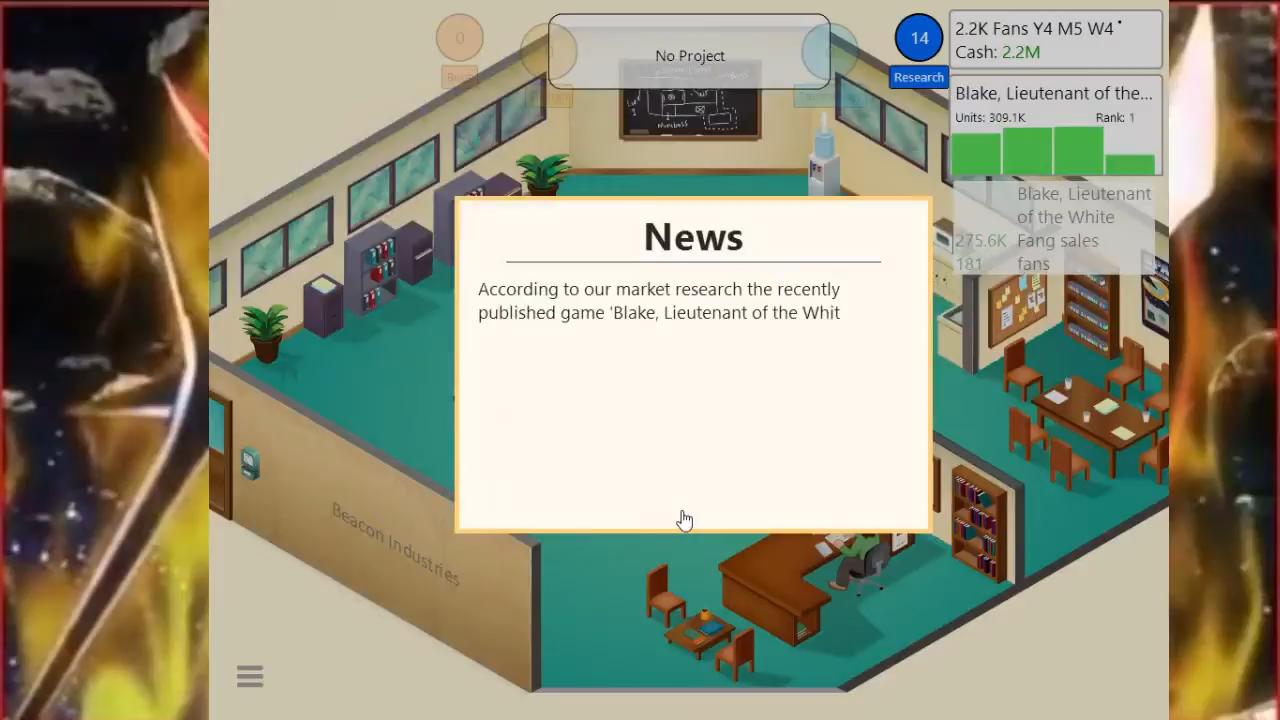 0
No Project
14
Research
2.2K Fans Y4 M5 W4
Cash: 2.2M
Blake, Lieutenant of the...
Units: 309.1K Rank: 1
Blake, Lieutenant
of the White
275.6K Fang sales
181 fans
News
According to our market research the recently
published game 'Blake, Lieutenant of the Whit
Beacon Industries